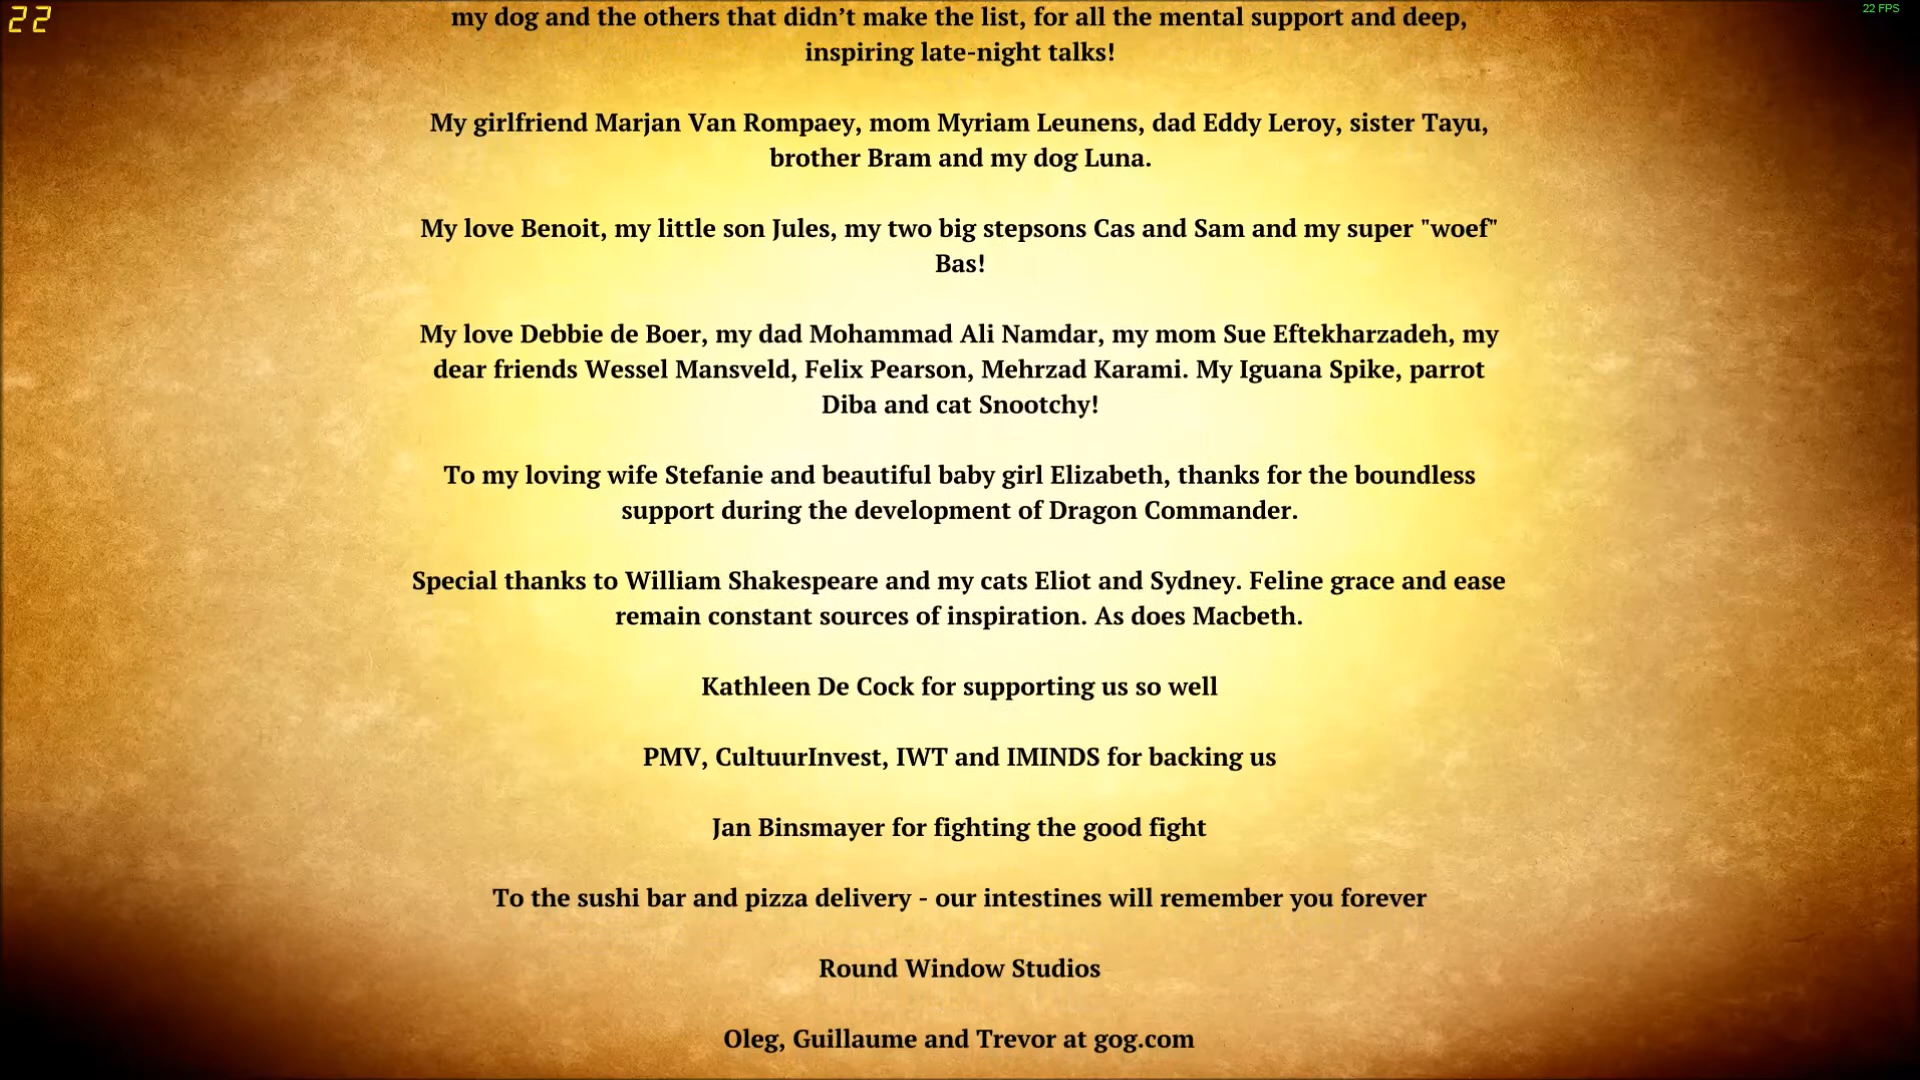 22
22 FPS
my dog and the others that didn’t make the list, for all the mental support and deep,
inspiring late-night talks!
My girlfriend Marjan Van Rompaey, mom Myriam Leunens, dad Eddy Leroy, sister Tayu,
brother Bram and my dog Luna.
My love Benoit, my little son Jules, my two big stepsons Cas and Sam and my super "woef"
Bas!
My love Debbie de Boer, my dad Mohammad Ali Namdar, my mom Sue Eftekharzadeh, my
dear friends Wessel Mansveld, Felix Pearson, Mehrzad Karami. My Iguana Spike, parrot
Diba and cat Snootchy!
To my loving wife Stefanie and beautiful baby girl Elizabeth, thanks for the boundless
support during the development of Dragon Commander.
Special thanks to William Shakespeare and my cats Eliot and Sydney. Feline grace and ease
remain constant sources of inspiration. As does Macbeth.
Kathleen De Cock for supporting us so well
PMV, CultuurInvest, IWT and IMINDS for backing us
Jan Binsmayer for fighting the good fight
To the sushi bar and pizza delivery - our intestines will remember you forever
Round Window Studios
Oleg, Guillaume and Trevor at gog.com